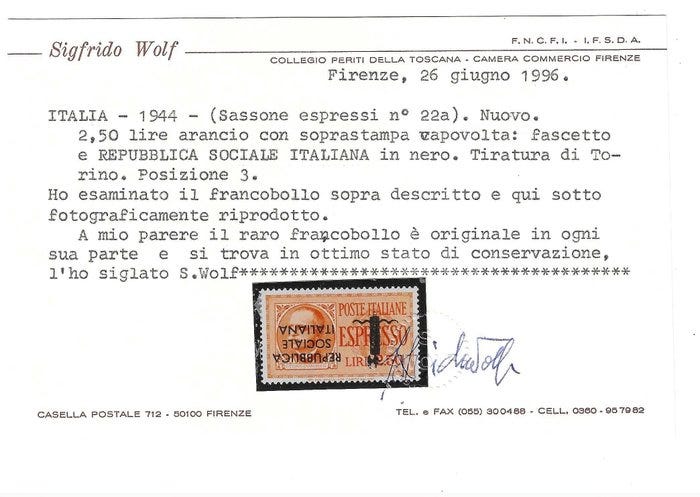 Sigfrido Wolf
F.N.C.F.I. - I.F.S.D.A.
COLLEGIO PERITI DELLA TOSCANA - CAMERA COMMERCIO FIRENZE
Firenze, 26 giugno 1996.
ITALIA - 1944 - (Sassone espressi n° 22a). Nuovo.
2,50 lire arancio con soprastampa capovolta: fascetto
e REPUBBLICA SOCIALE ITALIANA in nero. Tiratura di To-
rino. Posizione 3.
Ho esaminato il francobollo sopra descritto e qui sotto
fotograficamente riprodotto.
A mio parere il raro francobollo è originale in ogni
sua parte e si trova in ottimo stato di conservazione,
l'ho siglato S.Wolf***************************************
POSTE ITALIANE
ESPRESSO
LIRE 2.50
REPUBBLICA
SOCIALE
ITALIANA
CASELLA POSTALE 712 - 50100 FIRENZE
TEL. e FAX (055) 300488 - CELL. 0360-957982